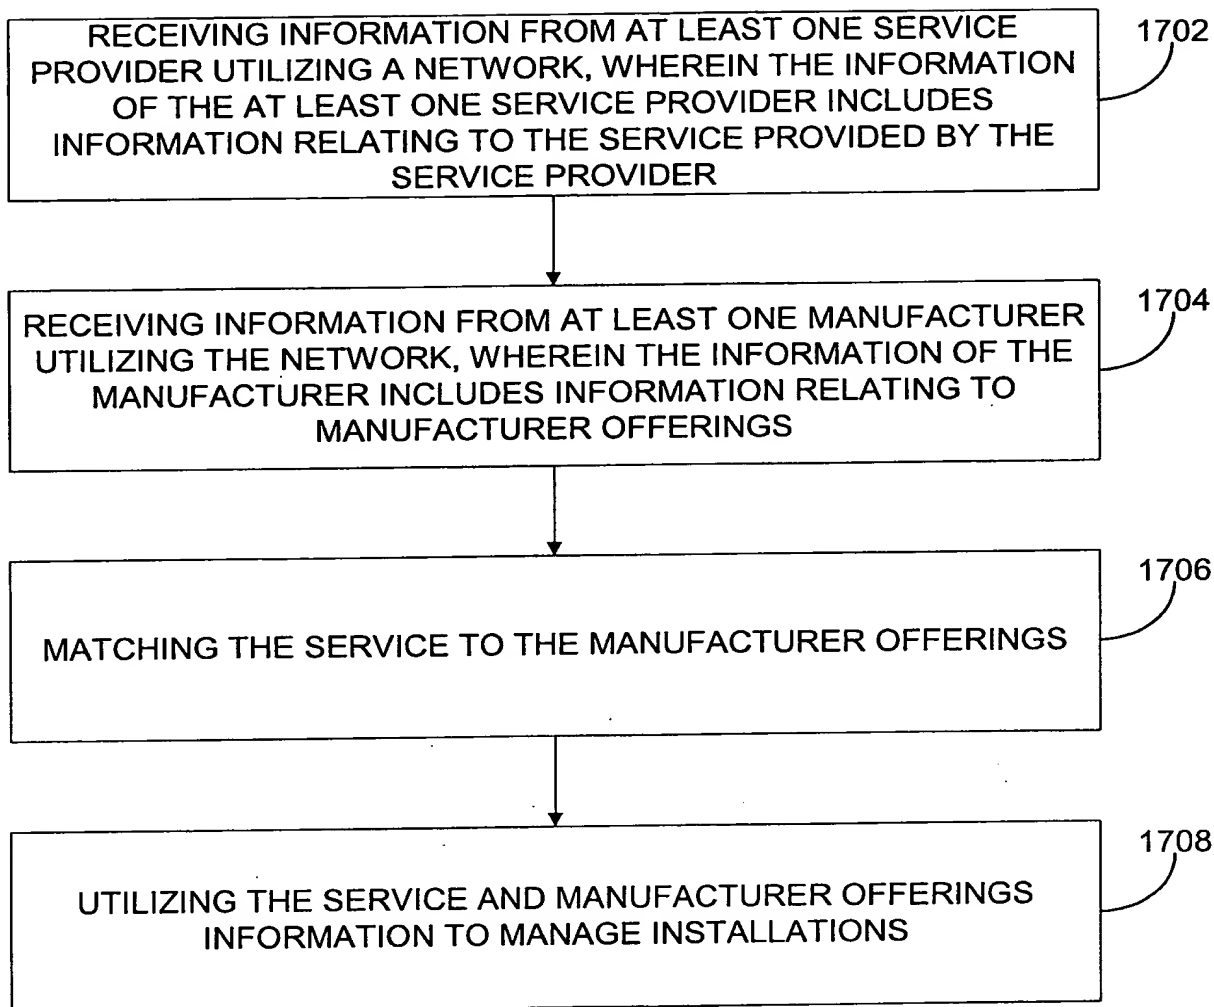 RECEIVING INFORMATION FROM AT LEAST ONE SERVICE
PROVIDER UTILIZING A NETWORK, WHEREIN THE INFORMATION
OF THE AT LEAST ONE SERVICE PROVIDER INCLUDES
INFORMATION RELATING TO THE SERVICE PROVIDED BY THE
SERVICE PROVIDER
1702
RECEIVING INFORMATION FROM AT LEAST ONE MANUFACTURER
UTILIZING THE NETWORK, WHEREIN THE INFORMATION OF THE
MANUFACTURER INCLUDES INFORMATION RELATING TO
MANUFACTURER OFFERINGS
1704
MATCHING THE SERVICE TO THE MANUFACTURER OFFERINGS
1706
UTILIZING THE SERVICE AND MANUFACTURER OFFERINGS
INFORMATION TO MANAGE INSTALLATIONS
1708